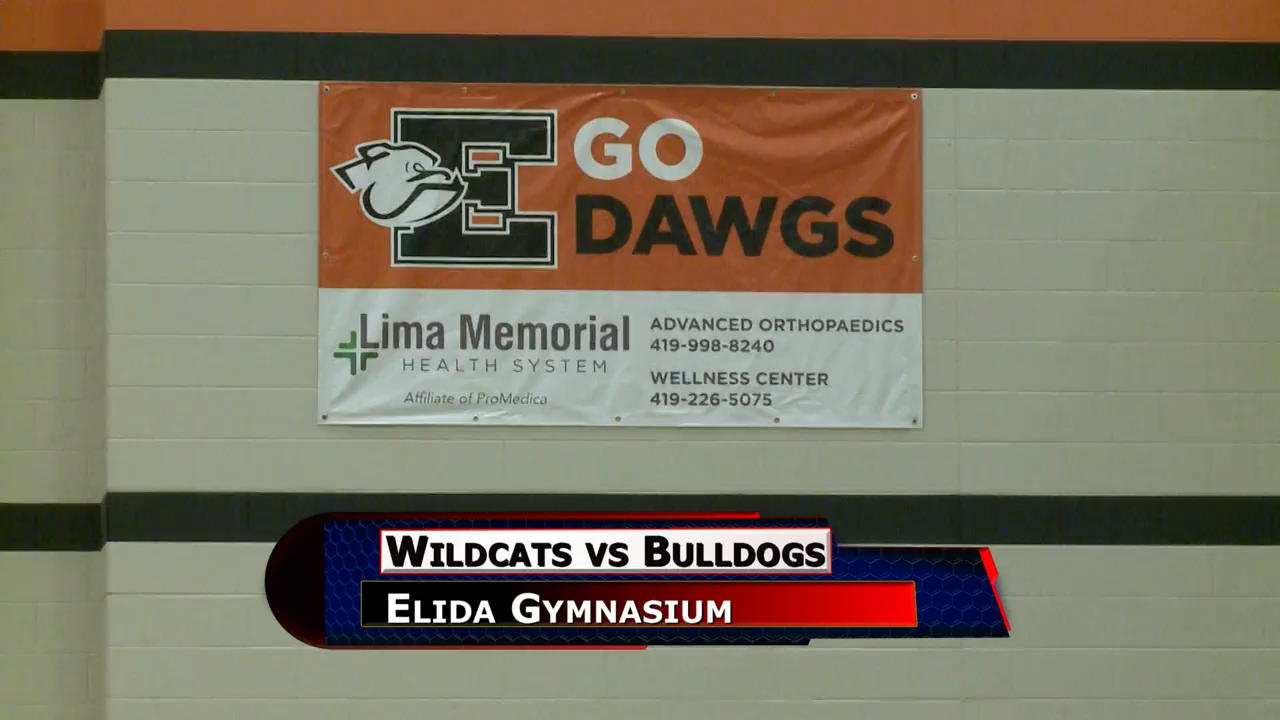 E
GO
DAWGS
Lima Memorial
HEALTH SYSTEM
Affiliate of ProMedica
ADVANCED ORTHOPAEDICS
419-998-8240
WELLNESS CENTER
419-226-5075
WILDCATS VS BULLDOGS
ELIDA GYMNASIUM